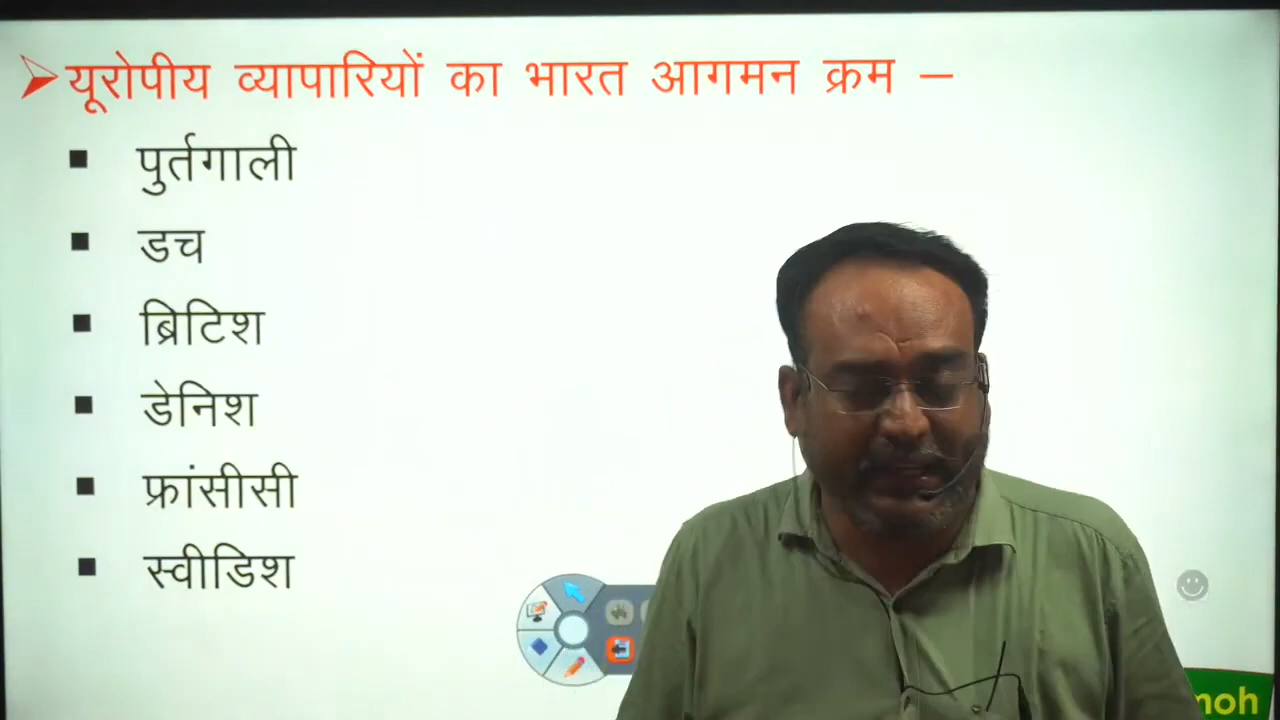 यूरोपीय व्यापारियों का भारत आगमन क्रम –
पुर्तगाली
डच
ब्रिटिश
डेनिश
फ्रांसीसी
स्वीडिश